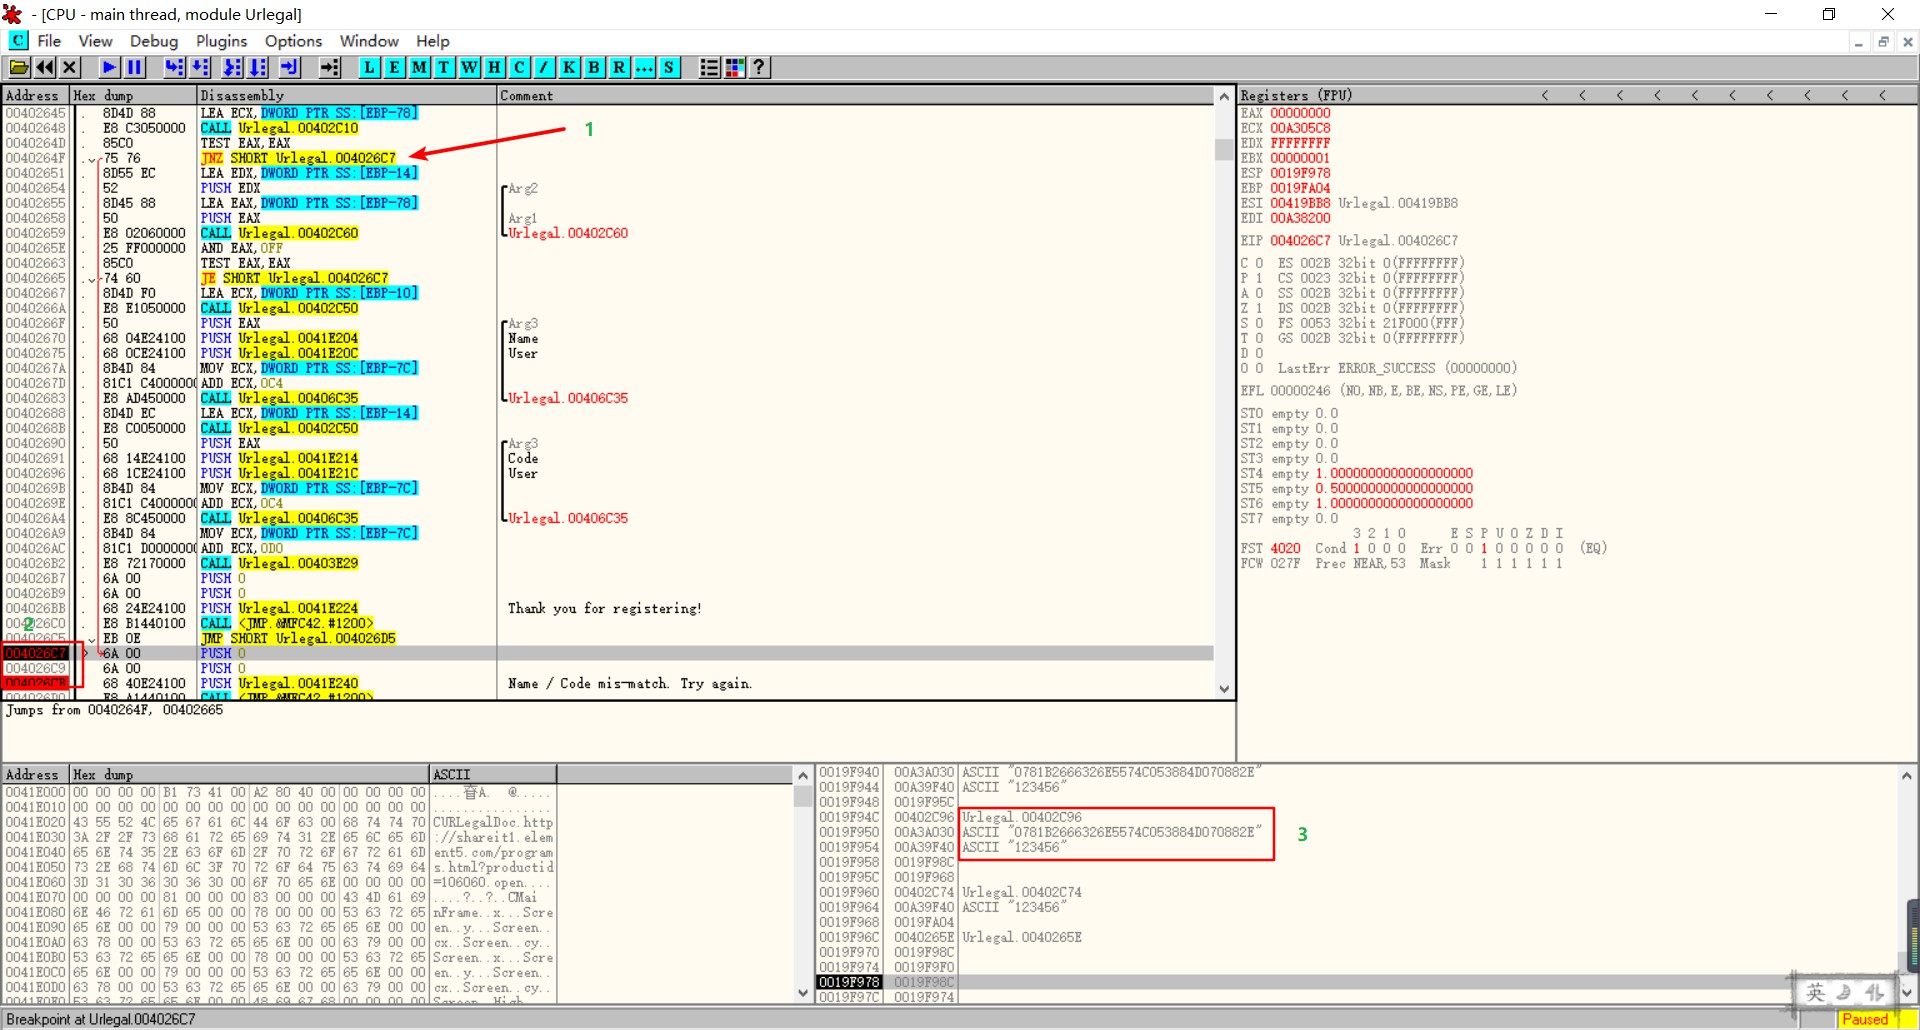 - [CPU - main thread, module Urlegal]
C File View Debug Plugins Options Window Help
L E M T W H C / K B R ... S ?
Address Hex dump Disassembly Comment
00402645 . 8D4D 88 LEA ECX,DWORD PTR SS:[EBP-78]
00402648 . E8 C3050000 CALL Urlegal.00402C10
0040264D . 85C0 TEST EAX,EAX
0040264F . 75 76 JNZ SHORT Urlegal.004026C7
00402651 . 8D55 EC LEA EDX,DWORD PTR SS:[EBP-14]
00402654 . 52 PUSH EDX Arg2
00402655 . 8D45 88 LEA EAX,DWORD PTR SS:[EBP-78]
00402658 . 50 PUSH EAX Arg1
00402659 . E8 02060000 CALL Urlegal.00402C60 Urlegal.00402C60
0040265E . 25 FF000000 AND EAX,0FF
00402663 . 85C0 TEST EAX,EAX
00402665 . 74 60 JE SHORT Urlegal.004026C7
00402667 . 8D4D F0 LEA ECX,DWORD PTR SS:[EBP-10]
0040266A . E8 E1050000 CALL Urlegal.00402C50
0040266F . 50 PUSH EAX Arg3
00402670 . 68 04E24100 PUSH Urlegal.0041E204 Name
00402675 . 68 0CE24100 PUSH Urlegal.0041E20C User
0040267A . 8B4D 84 MOV ECX,DWORD PTR SS:[EBP-7C]
0040267D . 81C1 C4000000 ADD ECX,0C4
00402683 . E8 AD450000 CALL Urlegal.00406C35 Urlegal.00406C35
00402688 . 8D4D EC LEA ECX,DWORD PTR SS:[EBP-14]
0040268B . E8 C0050000 CALL Urlegal.00402C50
00402690 . 50 PUSH EAX Arg3
00402691 . 68 14E24100 PUSH Urlegal.0041E214 Code
00402696 . 68 1CE24100 PUSH Urlegal.0041E21C User
0040269B . 8B4D 84 MOV ECX,DWORD PTR SS:[EBP-7C]
0040269E . 81C1 C4000000 ADD ECX,0C4
004026A4 . E8 8C450000 CALL Urlegal.00406C35 Urlegal.00406C35
004026A9 . 8B4D 84 MOV ECX,DWORD PTR SS:[EBP-7C]
004026AC . 81C1 D0000000 ADD ECX,0D0
004026B2 . E8 72170000 CALL Urlegal.00403E29
004026B7 . 6A 00 PUSH 0
004026B9 . 6A 00 PUSH 0
004026BB . 68 24E24100 PUSH Urlegal.0041E224 Thank you for registering!
004026C0 . E8 B1440100 CALL <JMP.&MFC42.#1200>
004026C5 . EB 0E JMP SHORT Urlegal.004026D5
004026C7 > 6A 00 PUSH 0
004026C9 . 6A 00 PUSH 0
004026CB . 68 40E24100 PUSH Urlegal.0041E240 Name / Code mis-match. Try again.
004026D0 . E8 A1440100 CALL <JMP.&MFC42.#1200>
1
2
Jumps from 0040264F, 00402665
Registers (FPU) < < < < < < < < < <
EAX 00000000
ECX 00A305C8
EDX FFFFFFFF
EBX 00000001
ESP 0019F978
EBP 0019FA04
ESI 00419BB8 Urlegal.00419BB8
EDI 00A38200
EIP 004026C7 Urlegal.004026C7
C 0 ES 002B 32bit 0(FFFFFFFF)
P 1 CS 0023 32bit 0(FFFFFFFF)
A 0 SS 002B 32bit 0(FFFFFFFF)
Z 1 DS 002B 32bit 0(FFFFFFFF)
S 0 FS 0053 32bit 21F000(FFF)
T 0 GS 002B 32bit 0(FFFFFFFF)
D 0
O 0 LastErr ERROR_SUCCESS (00000000)
EFL 00000246 (NO,NB,E,BE,NS,PE,GE,LE)
ST0 empty 0.0
ST1 empty 0.0
ST2 empty 0.0
ST3 empty 0.0
ST4 empty 1.0000000000000000000
ST5 empty 0.5000000000000000000
ST6 empty 1.0000000000000000000
ST7 empty 0.0
3 2 1 0 E S P U O Z D I
FST 4020 Cond 1 0 0 0 Err 0 0 1 0 0 0 0 0 (EQ)
FCW 027F Prec NEAR,53 Mask 1 1 1 1 1 1
Address Hex dump ASCII
0041E000 00 00 00 00 B1 73 41 00 A2 80 40 00 00 00 00 00
0041E010 00 00 00 00 00 00 00 00 00 00 00 00 00 00 00 00 ................
0041E020 43 55 52 4C 65 67 61 6C 44 6F 63 00 68 74 74 70 CURLegalDoc.http
0041E030 3A 2F 2F 73 68 61 72 65 69 74 31 2E 65 6C 65 6D ://shareit1.elem
0041E040 65 6E 74 35 2E 63 6F 6D 2F 70 72 6F 67 72 61 6D ent5.com/program
0041E050 73 2E 68 74 6D 6C 3F 70 72 6F 64 75 63 74 69 64 s.html?productid
0041E060 3D 31 30 36 30 36 30 00 6F 70 65 6E 00 00 00 00 =106060.open....
0041E070 00 00 00 00 81 00 00 00 83 00 00 00 43 4D 61 69 ....?..?..CMai
0041E080 6E 46 72 61 6D 65 00 00 78 00 00 00 53 63 72 65 nFrame..x...Scre
0041E090 65 6E 00 00 79 00 00 00 53 63 72 65 65 6E 00 00 en..y...Screen..
0041E0A0 63 78 00 00 53 63 72 65 65 6E 00 00 63 79 00 00 cx..Screen..cy..
0041E0B0 53 63 72 65 65 6E 00 00 78 00 00 00 53 63 72 65 Screen..x...Scre
0041E0C0 65 6E 00 00 79 00 00 00 53 63 72 65 65 6E 00 00 en..y...Screen..
0041E0D0 63 78 00 00 53 63 72 65 65 6E 00 00 63 79 00 00 cx..Screen..cy..
0019F940 00A3A030 ASCII "0781B2666326E5574C053884D070882E"
0019F944 00A39F40 ASCII "123456"
0019F948 0019F95C
0019F94C 00402C96 Urlegal.00402C96
0019F950 00A3A030 ASCII "0781B2666326E5574C053884D070882E"
0019F954 00A39F40 ASCII "123456"
0019F958 0019F98C
0019F95C 0019F968
0019F960 00402C74 Urlegal.00402C74
0019F964 00A39F40 ASCII "123456"
0019F968 0019FA04
0019F96C 0040265E Urlegal.0040265E
0019F970 0019F98C
0019F974 0019F9F0
0019F978 0019F98C
0019F97C 0019F974
3
英
Breakpoint at Urlegal.004026C7
Paused